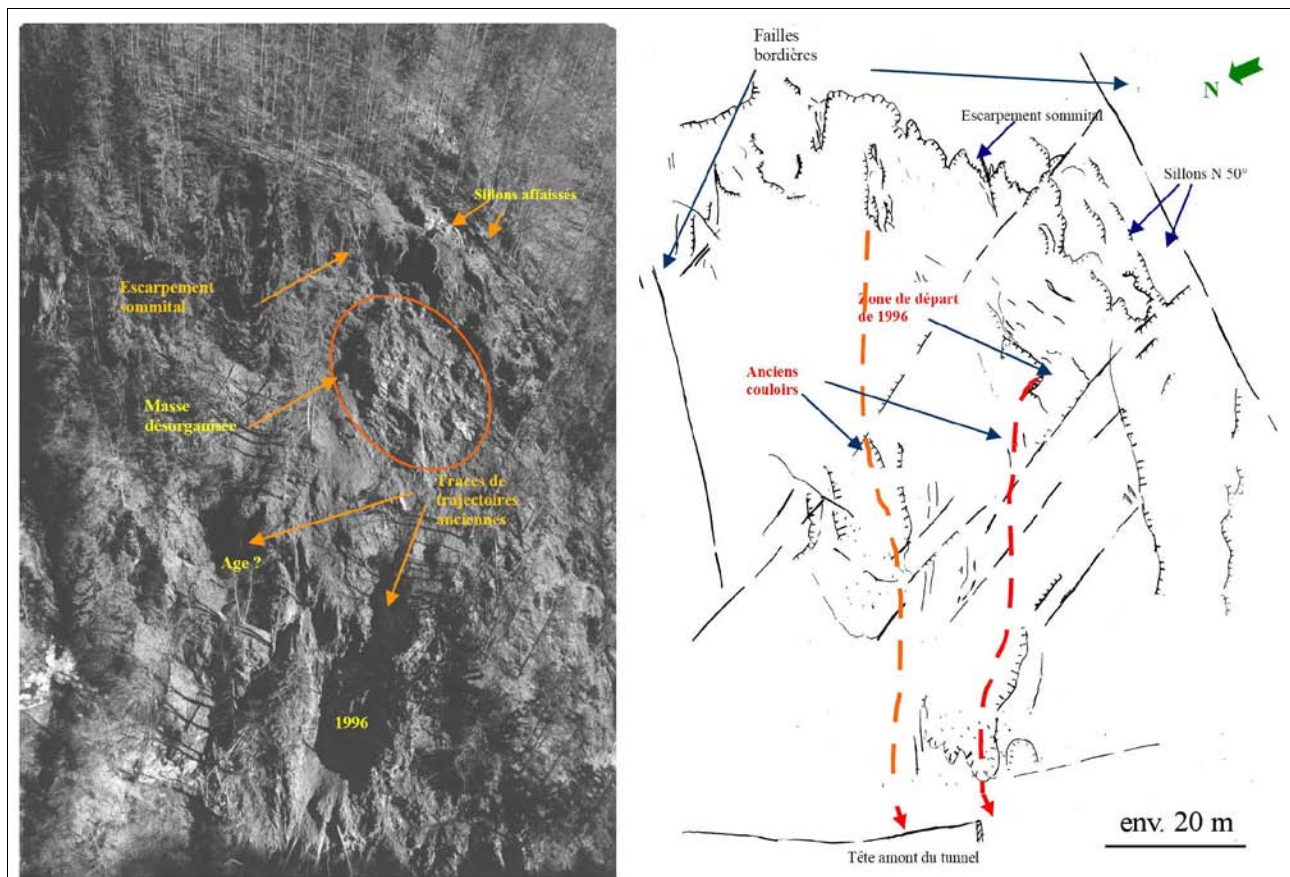 Sillons affaissés
Escarpement
sommital
Masse
désorganisée
Traces de
trajectoires
anciennes
Age ?
1996
Failles
bordières
N
Escarpement sommital
Sillons N 50°
Zone de départ
de 1996
Anciens
couloirs
env. 20 m
Tête amont du tunnel